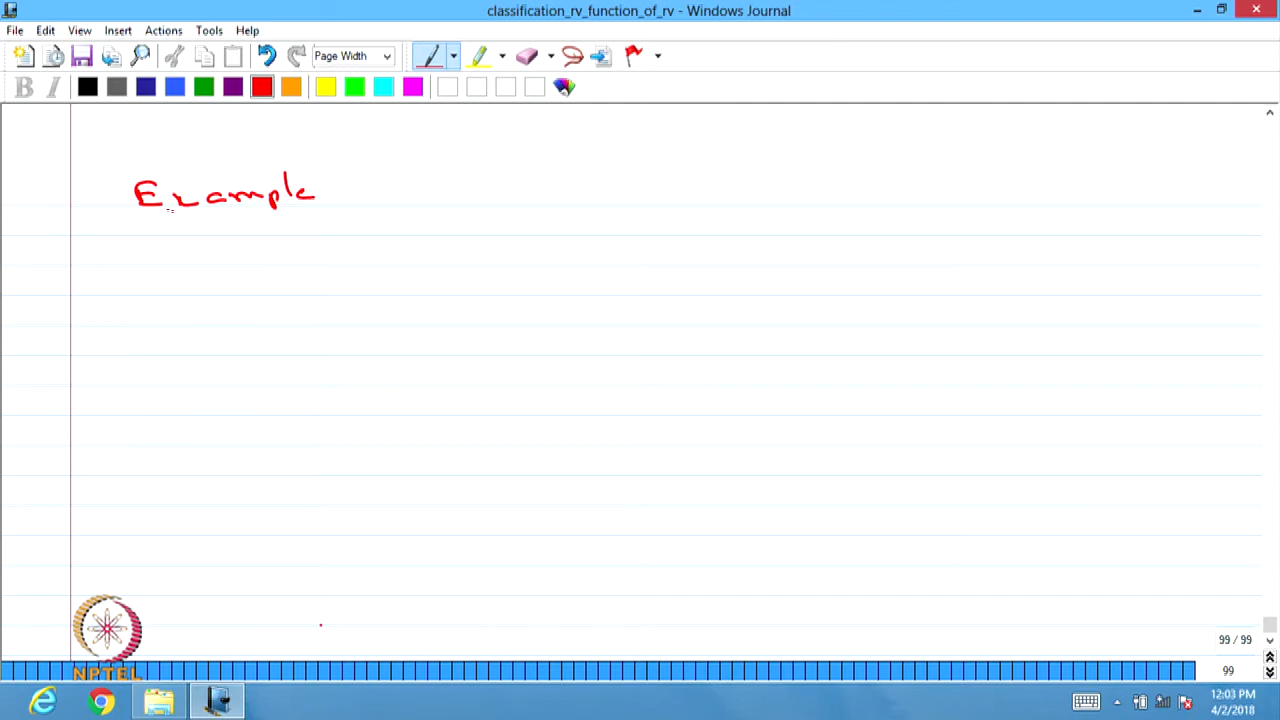 classification_rv_function_of_rv - Windows Journal
File Edit View Insert Actions Tools Help
Page Width
B I
Example
99 / 99
99
NPTEL
12:03 PM
4/2/2018